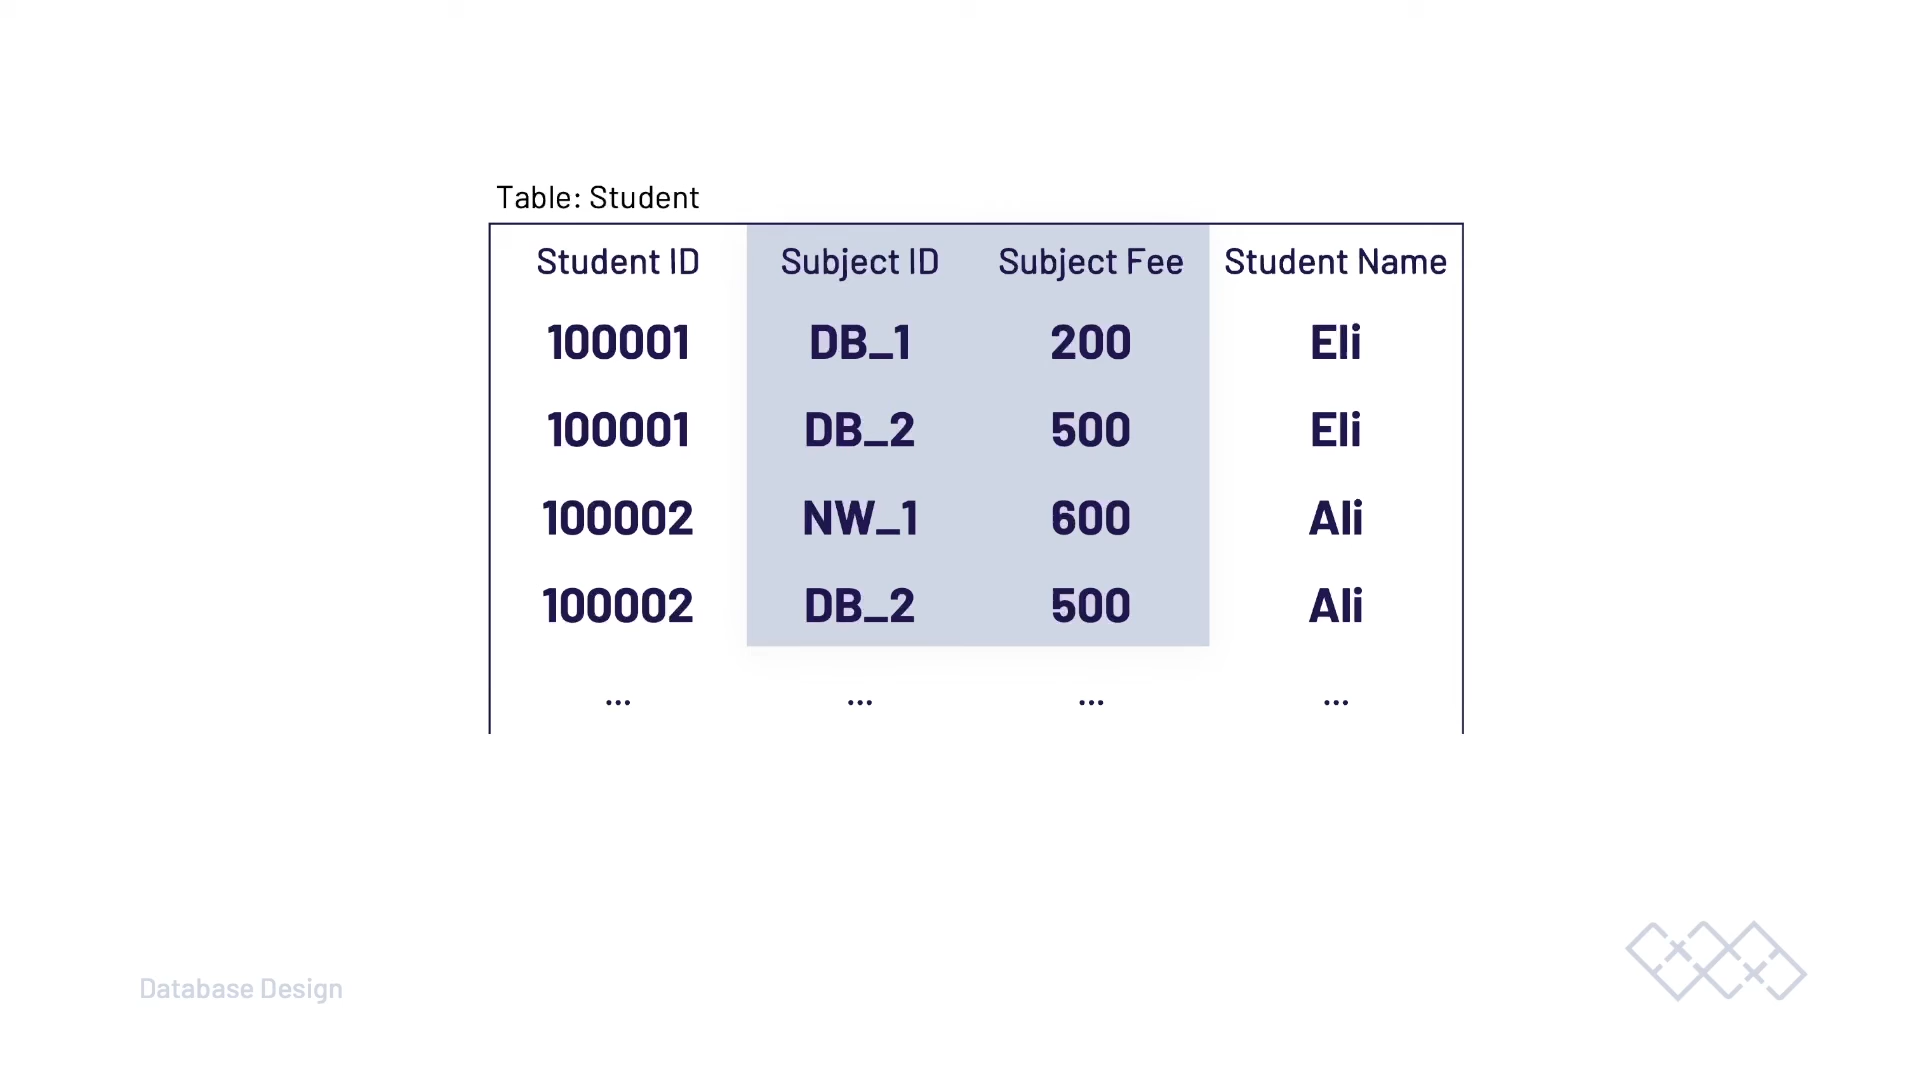 Table: Student
Student ID Subject ID Subject Fee Student Name
100001 DB_1 200 Eli
100001 DB_2 500 Eli
100002 NW_1 600 Ali
100002 DB_2 500 Ali
... ... ... ...
Database Design